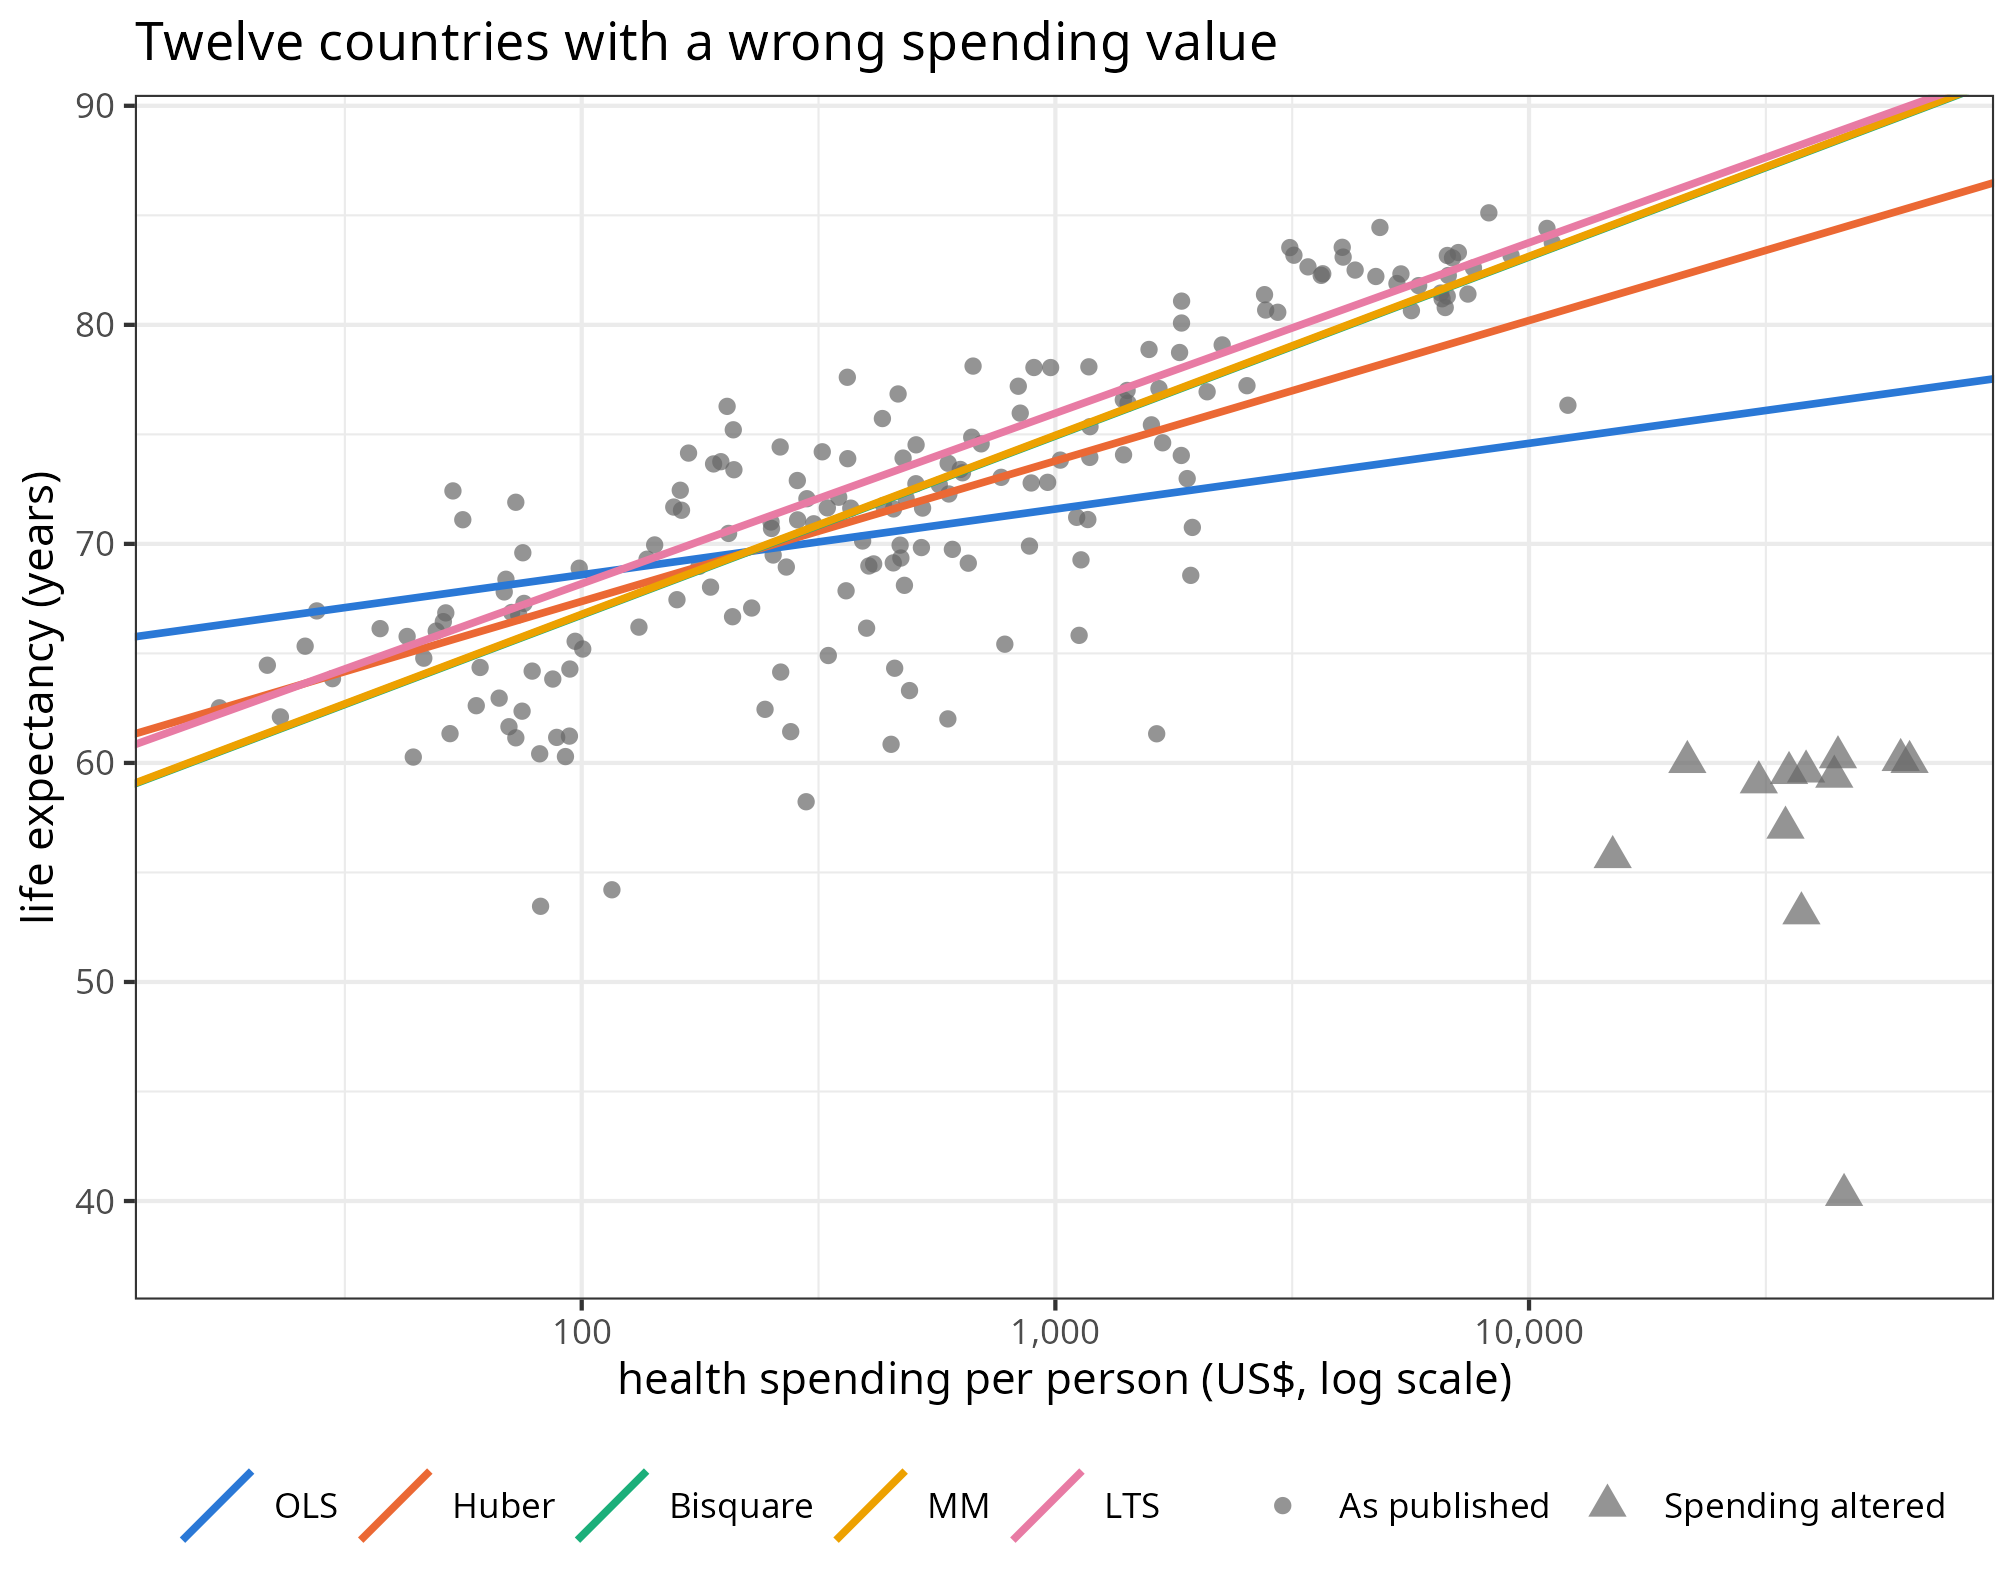 Twelve countries with a wrong spending value
90
80
70
60
50
40
life expectancy (years)
100 1,000 10,000
health spending per person (US$, log scale)
OLS Huber Bisquare MM LTS As published Spending altered